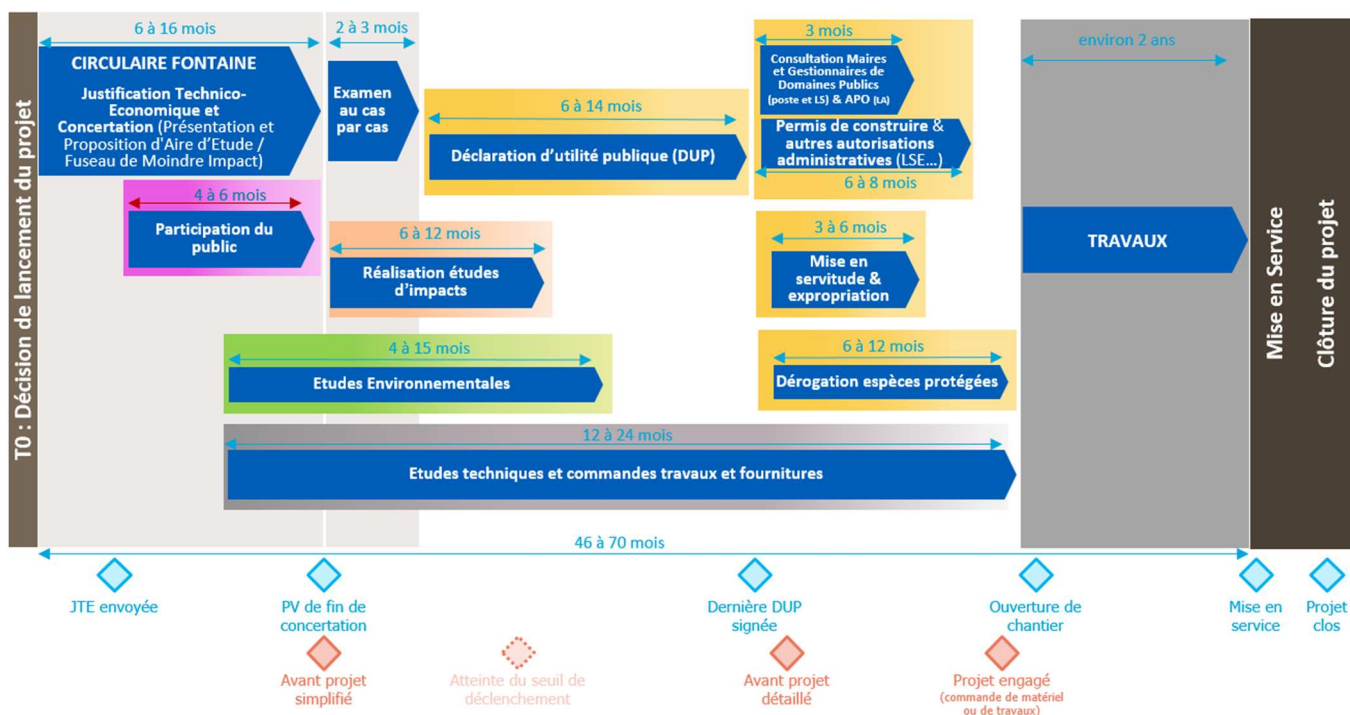 T0 : Décision de lancement du projet
6 à 16 mois
CIRCULAIRE FONTAINE
Justification Technico-
Economique et
Concertation (Présentation et
Proposition d'Aire d'Etude /
Fuseau de Moindre Impact)
4 à 6 mois
Participation du
public
2 à 3 mois
Examen
au cas
par cas
6 à 14 mois
Déclaration d'utilité publique (DUP)
3 mois
Consultation Maires
et Gestionnaires de
Domaines Publics
(poste et LS) & APO (LA)
Permis de construire &
autres autorisations
administratives (LSE...)
6 à 8 mois
environ 2 ans
TRAVAUX
6 à 12 mois
Réalisation études
d'impacts
3 à 6 mois
Mise en
servitude &
expropriation
4 à 15 mois
Etudes Environnementales
6 à 12 mois
Dérogation espèces protégées
12 à 24 mois
Etudes techniques et commandes travaux et fournitures
Mise en Service
Clôture du projet
46 à 70 mois
JTE envoyée
PV de fin de
concertation
Dernière DUP
signée
Ouverture de
chantier
Mise en
service
Projet
clos
Avant projet
simplifié
Atteinte du seuil de
déclenchement
Avant projet
détaillé
Projet engagé
(commande de matériel
ou de travaux)